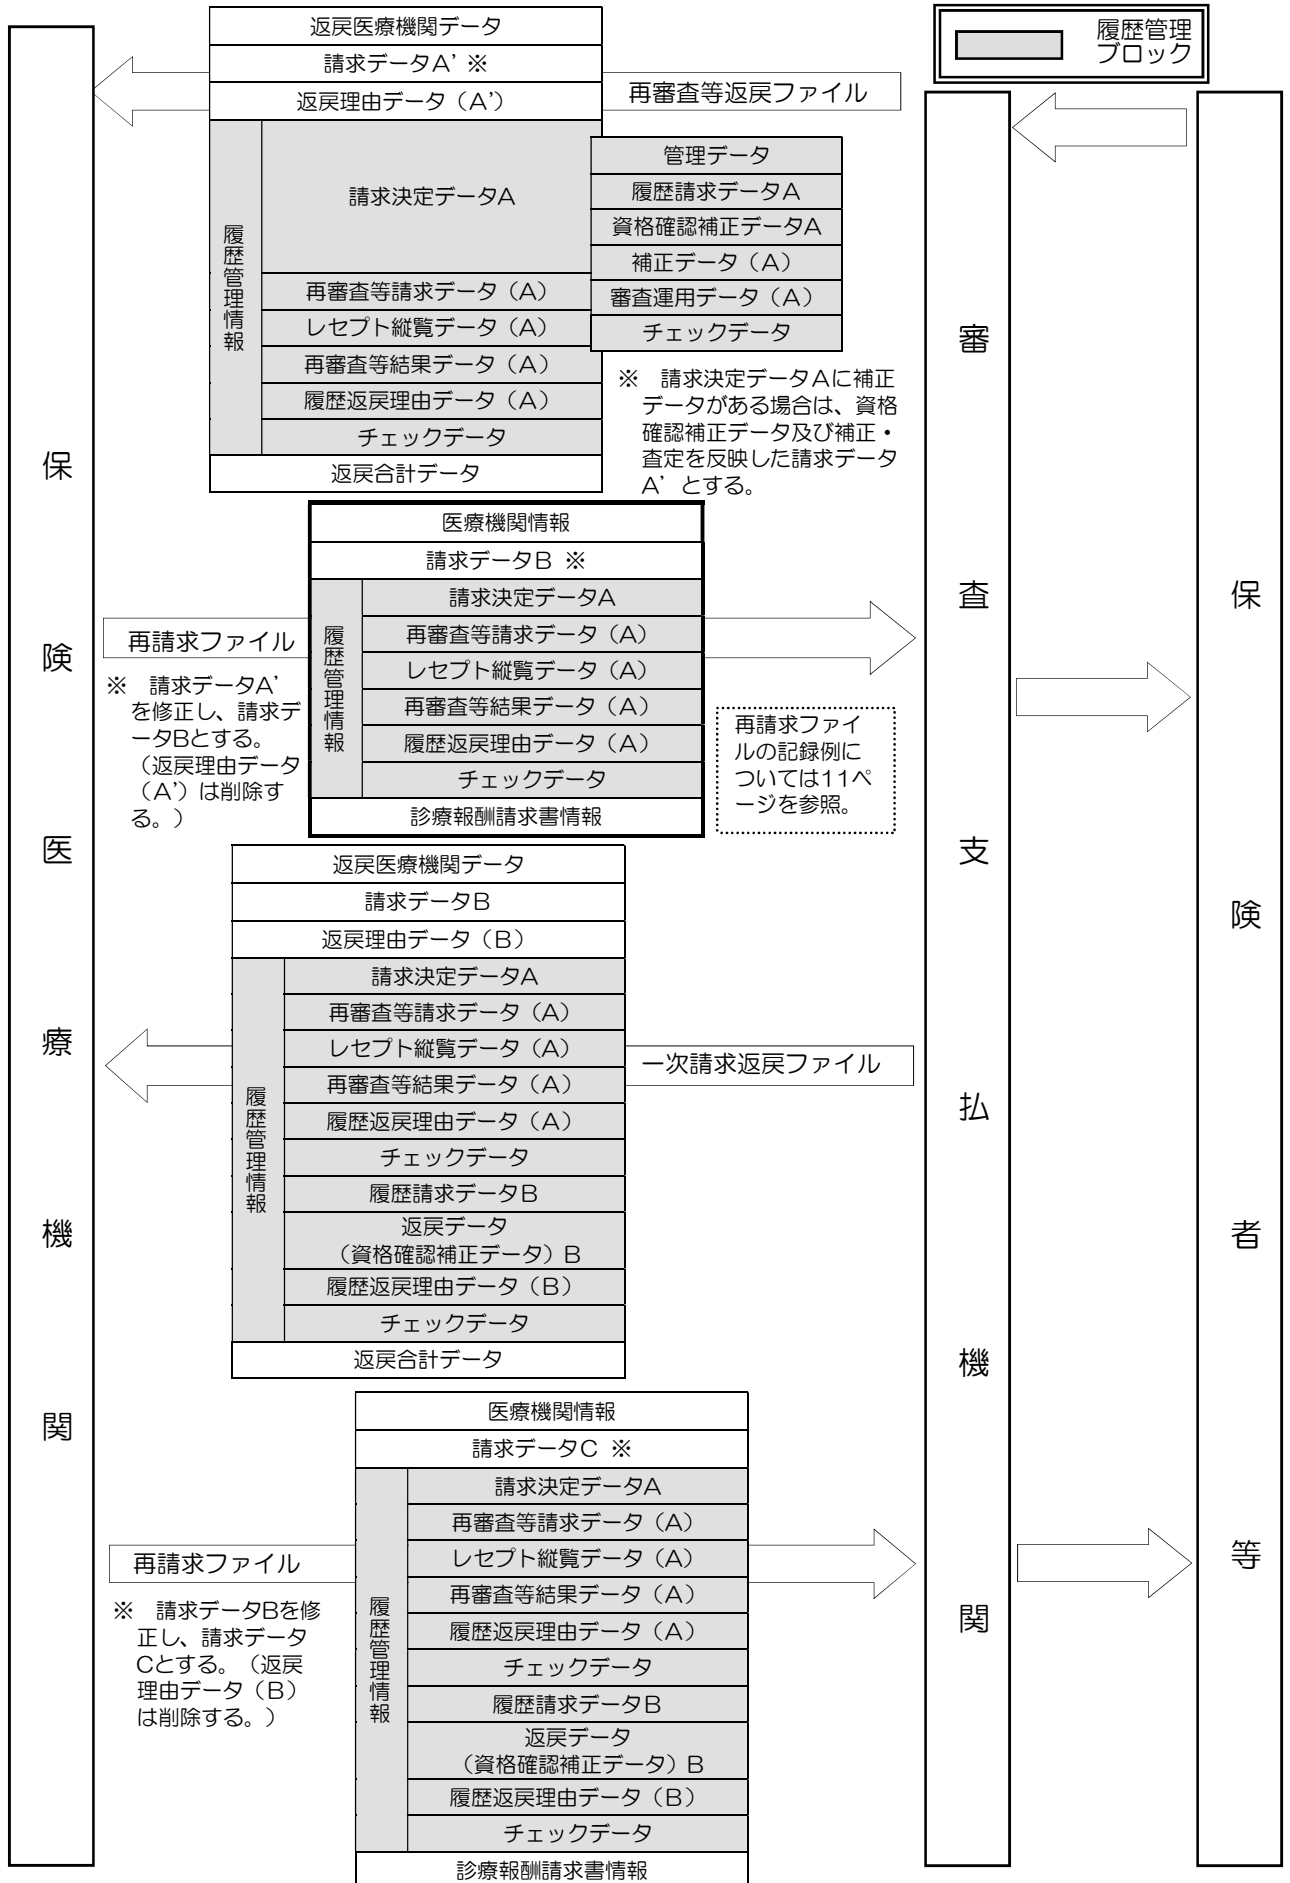 返戻医療機関データ
請求データA’ ※
返戻理由データ（A’）
再審査等返戻ファイル
履歴管理
ブロック
履歴管理情報
請求決定データA
管理データ
履歴請求データA
資格確認補正データA
補正データ（A）
審査運用データ（A）
チェックデータ
再審査等請求データ（A）
レセプト縦覧データ（A）
再審査等結果データ（A）
履歴返戻理由データ（A）
チェックデータ
返戻合計データ
※　請求決定データAに補正
データがある場合は、資格
確認補正データ及び補正・
査定を反映した請求データ
A’とする。
医療機関情報
請求データB ※
履歴管理情報
請求決定データA
再審査等請求データ（A）
レセプト縦覧データ（A）
再審査等結果データ（A）
履歴返戻理由データ（A）
チェックデータ
診療報酬請求書情報
再請求ファイル
※　請求データA’
を修正し、請求デ
ータBとする。
（返戻理由データ
（A’）は削除す
る。）
再請求ファイ
ルの記録例に
ついては11ペ
ージを参照。
返戻医療機関データ
請求データB
返戻理由データ（B）
履歴管理情報
請求決定データA
再審査等請求データ（A）
レセプト縦覧データ（A）
再審査等結果データ（A）
履歴返戻理由データ（A）
チェックデータ
履歴請求データB
返戻データ
（資格確認補正データ）B
履歴返戻理由データ（B）
チェックデータ
返戻合計データ
一次請求返戻ファイル
医療機関情報
請求データC ※
履歴管理情報
請求決定データA
再審査等請求データ（A）
レセプト縦覧データ（A）
再審査等結果データ（A）
履歴返戻理由データ（A）
チェックデータ
履歴請求データB
返戻データ
（資格確認補正データ）B
履歴返戻理由データ（B）
チェックデータ
診療報酬請求書情報
再請求ファイル
※　請求データBを修
正し、請求データ
Cとする。（返戻
理由データ（B）
は削除する。）
保険医療機関
審査支払機関
保険者等